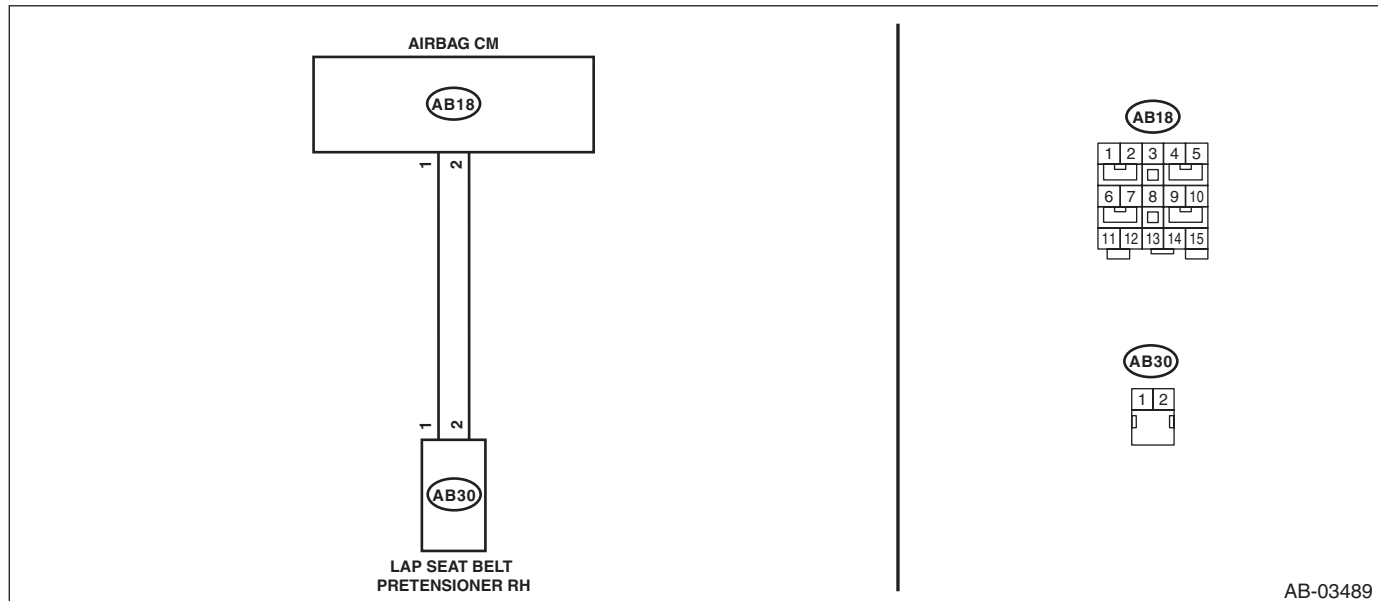 AIRBAG CM
AB18
1 2
1 2
AB30
LAP SEAT BELT
PRETENSIONER RH
AB18
1 2 3 4 5
6 7 8 9 10
11 12 13 14 15
AB30
1 2
AB-03489